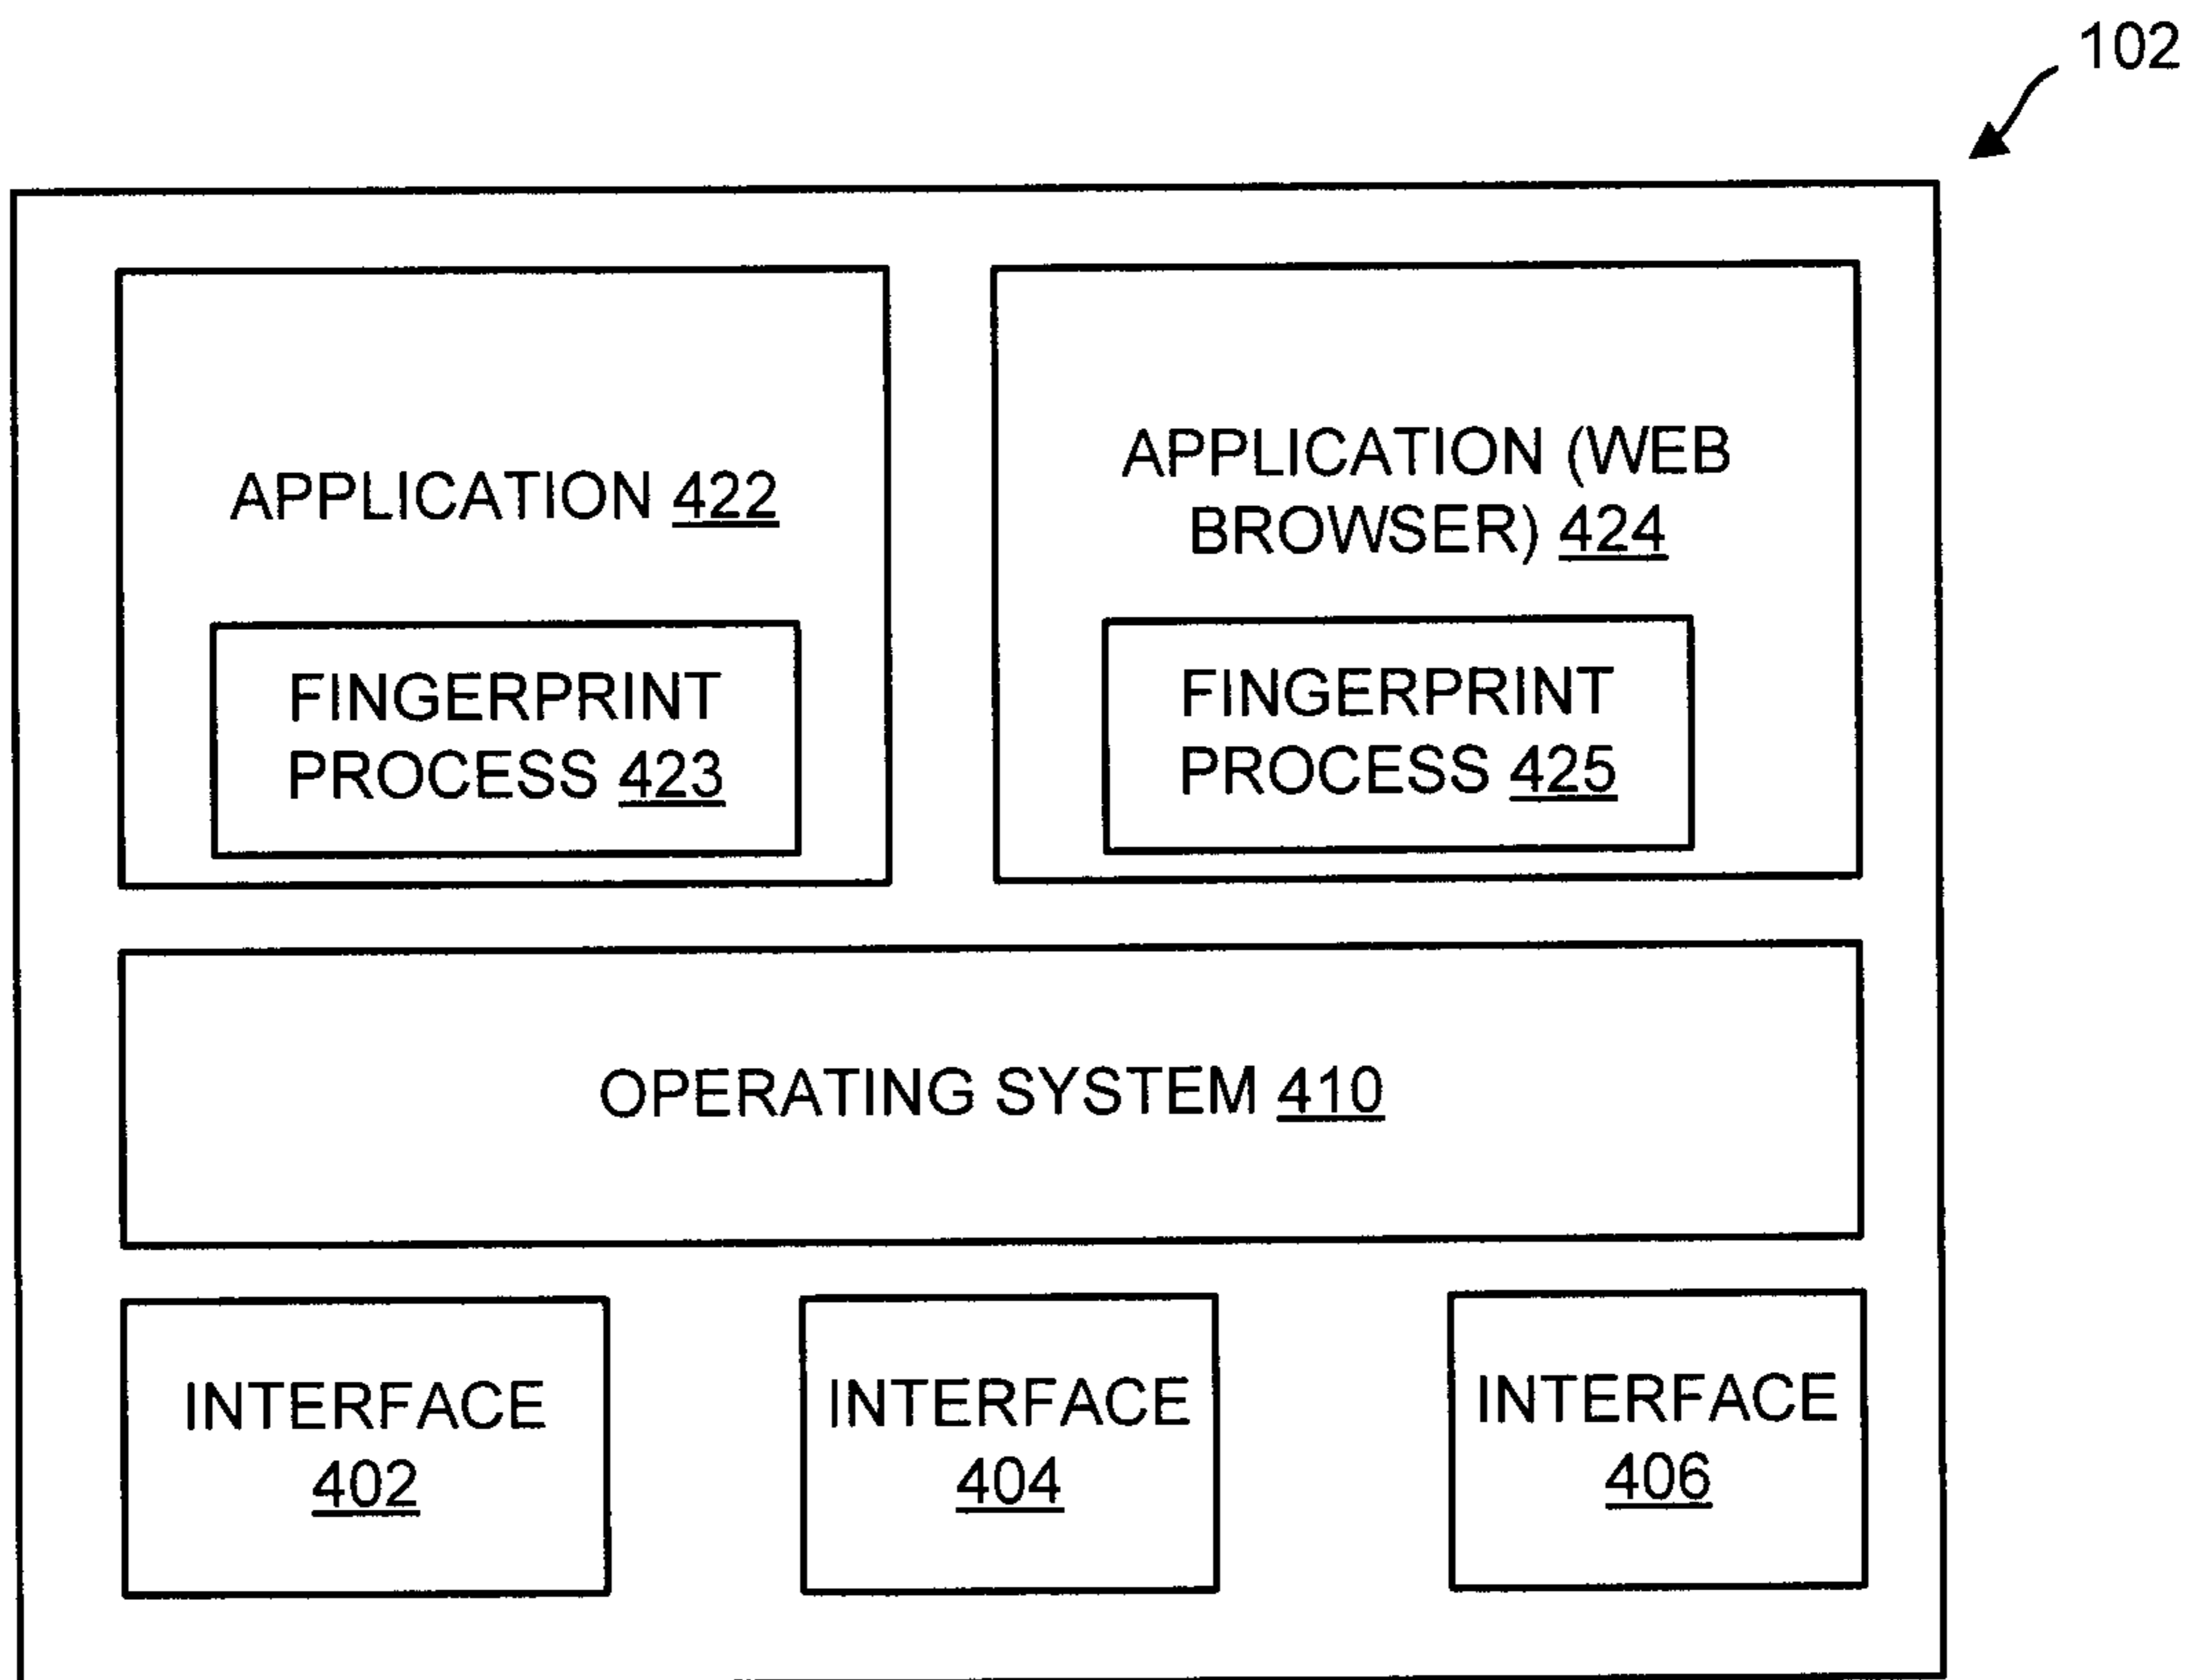 102
APPLICATION 422
APPLICATION (WEB
BROWSER) 424
FINGERPRINT
PROCESS 423
FINGERPRINT
PROCESS 425
OPERATING SYSTEM 410
INTERFACE
402
INTERFACE
404
INTERFACE
406